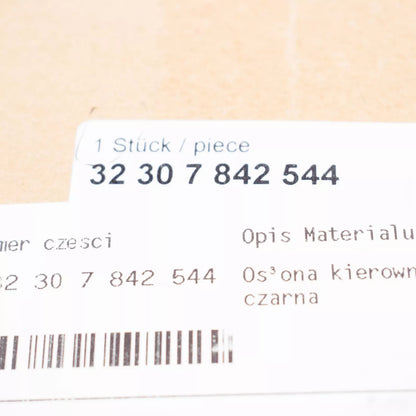 1 Stück / piece
32 30 7 842 544
mer czesci
Opis Materialu
32 30 7 842 544
Os³ona kierown
czarna